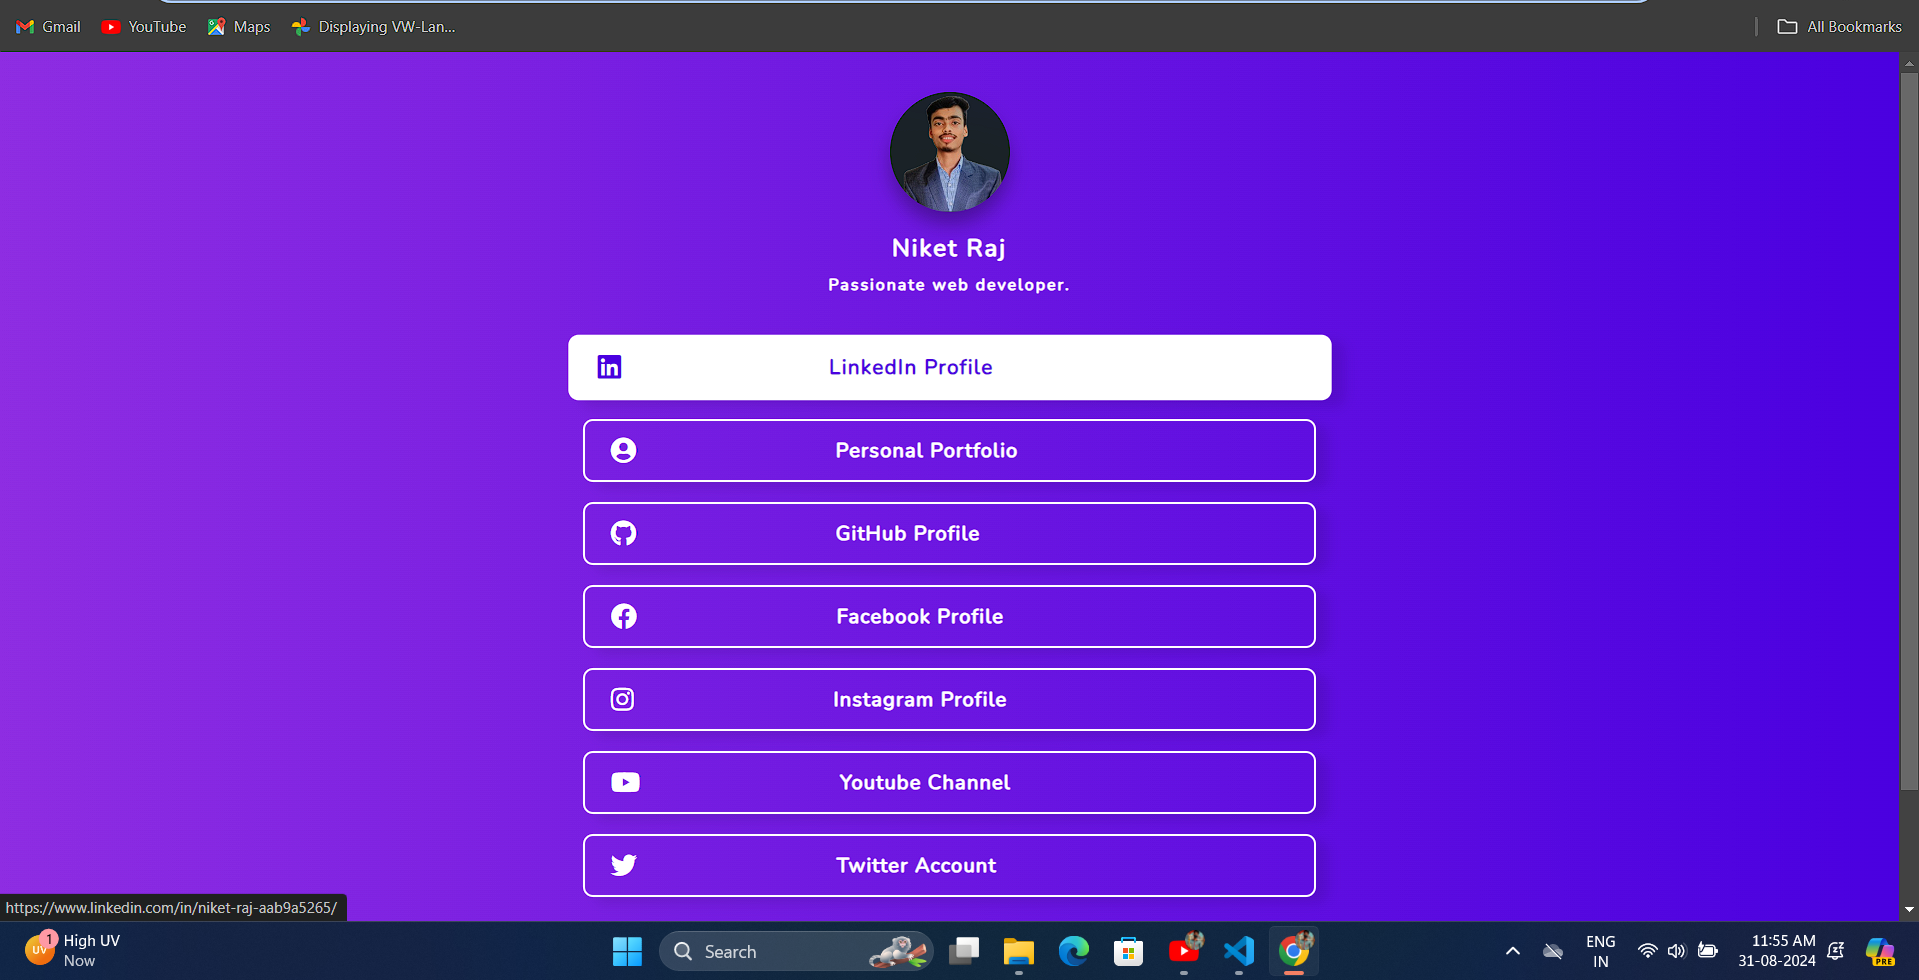 Gmail
YouTube
Maps
Displaying VW-Lan...
All Bookmarks
Niket Raj
Passionate web developer.
in
LinkedIn Profile
Personal Portfolio
GitHub Profile
Facebook Profile
Instagram Profile
Youtube Channel
Twitter Account
https://www.linkedin.com/in/niket-raj-aab9a5265/
UV
1
High UV
Now
Search
ENG
IN
11:55 AM
31-08-2024
PRE